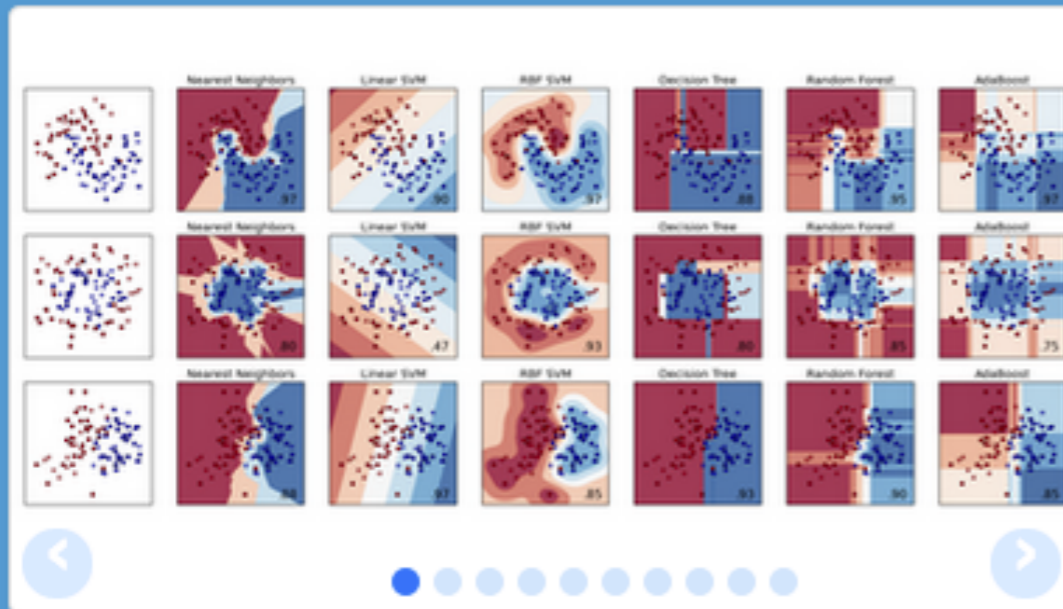 Nearest Neighbors Linear SVM RBF SVM Decision Tree Random Forest AdaBoost
.97 .90 .97 .88 .95 .97
Nearest Neighbors Linear SVM RBF SVM Decision Tree Random Forest AdaBoost
.80 .47 .93 .80 .85 .75
Nearest Neighbors Linear SVM RBF SVM Decision Tree Random Forest AdaBoost
.88 .97 .85 .93 .90 .85